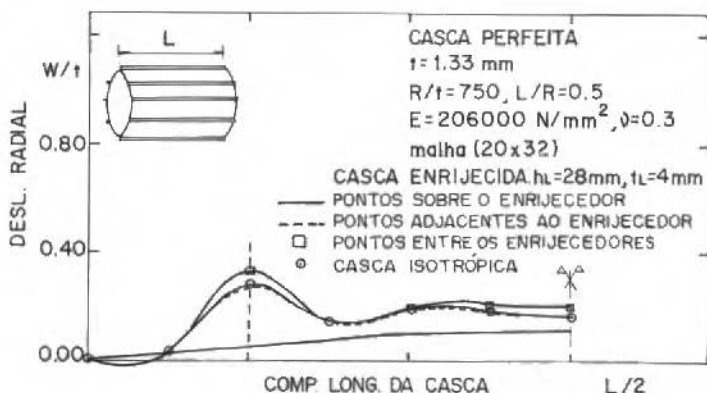 L
CASCA PERFEITA
t=1.33 mm
R/t=750, L/R=0.5
E=206000 N/mm², ν=0.3
malha (20x32)
CASCA ENRIJECIDA.hL=28mm, tL=4mm
PONTOS SOBRE O ENRIJECEDOR
PONTOS ADJACENTES AO ENRIJECEDOR
PONTOS ENTRE OS ENRIJECEDORES
CASCA ISOTRÓPICA
W/t
0.80
0.40
0.00
DESL. RADIAL
COMP. LONG. DA CASCA
L/2